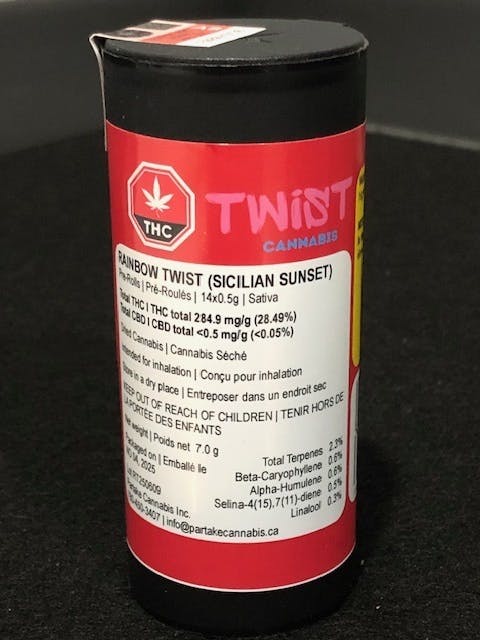 THC
TWiST
CANNABIS
RAINBOW TWIST (SICILIAN SUNSET)
Pre-Rolls | Pré-Roulés | 14x0.5g | Sativa
Total THC | THC total 284.9 mg/g (28.49%)
Total CBD | CBD total <0.5 mg/g (<0.05%)
Dried Cannabis | Cannabis Séché
Intended for inhalation | Conçu pour inhalation
Store in a dry place | Entreposer dans un endroit sec
KEEP OUT OF REACH OF CHILDREN | TENIR HORS DE
LA PORTÉE DES ENFANTS
Net weight | Poids net 7.0 g
Packaged on | Emballé lle
2025
Total Terpenes 2.3%
Beta-Caryophyllene 0.6%
Alpha-Humulene 0.6%
Selina-4(15),7(11)-diene 0.5%
Linalool 0.3%
Cannabis Inc.
info@partakecannabis.ca